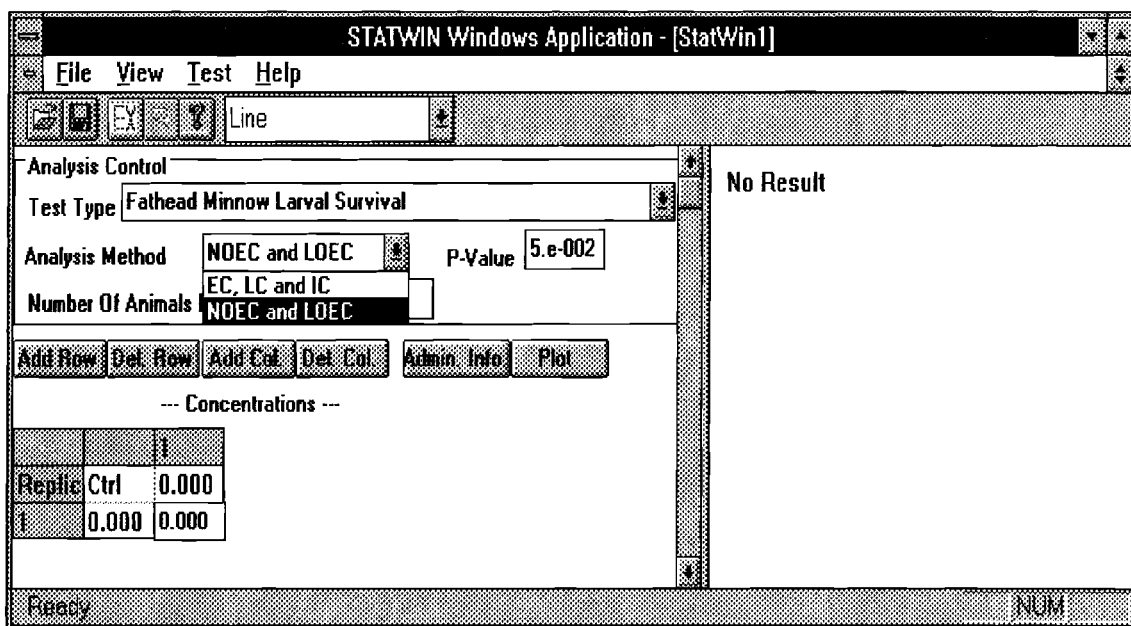 STATWIN Windows Application - [StatWin1]
File View Test Help
EX Line
Analysis Control
Test Type Fathead Minnow Larval Survival
No Result
Analysis Method NOEC and LOEC P-Value 5.e-002
EC, LC and IC
Number Of Animals
NOEC and LOEC
Add Row Del. Row Add Col. Del. Col. Admin. Info Plot
--- Concentrations ---
1
Replic Ctrl 0.000
1 0.000 0.000
Ready NUM